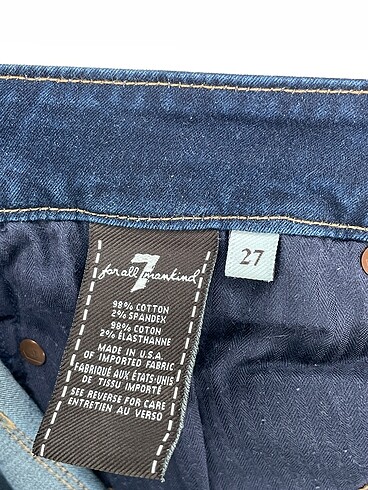 7
for all mankind
98% COTTON
2% SPANDEX
98% COTON
2% ÉLASTHANNE
MADE IN U.S.A.
OF IMPORTED FABRIC
FABRIQUÉ AUX ÉTATS-UNIS
DE TISSU IMPORTÉ
SEE REVERSE FOR CARE
ENTRETIEN AU VERSO
27